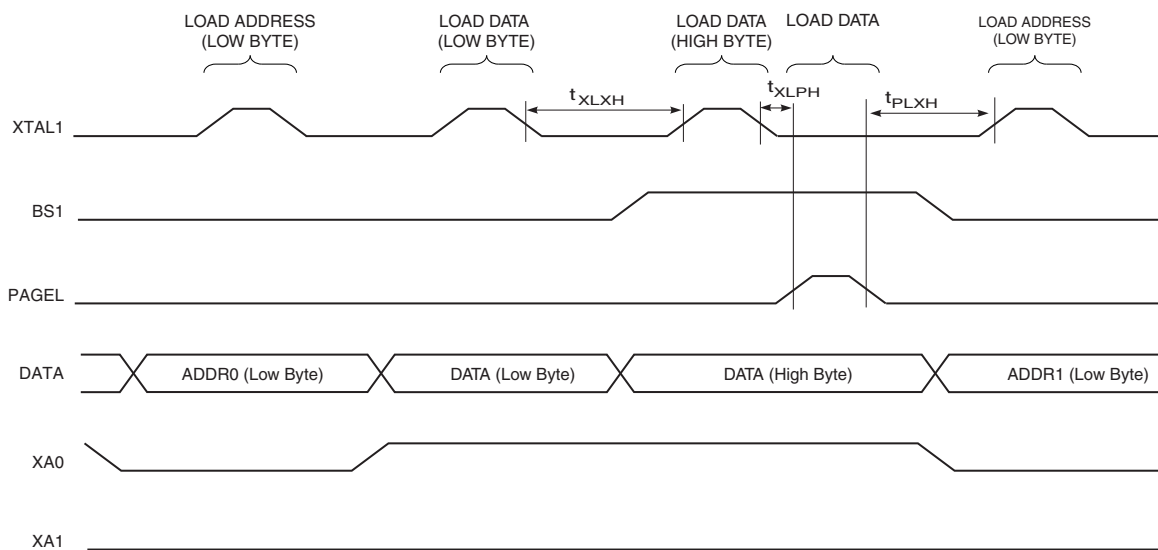 LOAD ADDRESS
(LOW BYTE)
LOAD DATA
(LOW BYTE)
LOAD DATA
(HIGH BYTE)
LOAD DATA
LOAD ADDRESS
(LOW BYTE)
tXLXH
tXLPH
tPLXH
XTAL1
BS1
PAGEL
DATA
ADDR0 (Low Byte)
DATA (Low Byte)
DATA (High Byte)
ADDR1 (Low Byte)
XA0
XA1